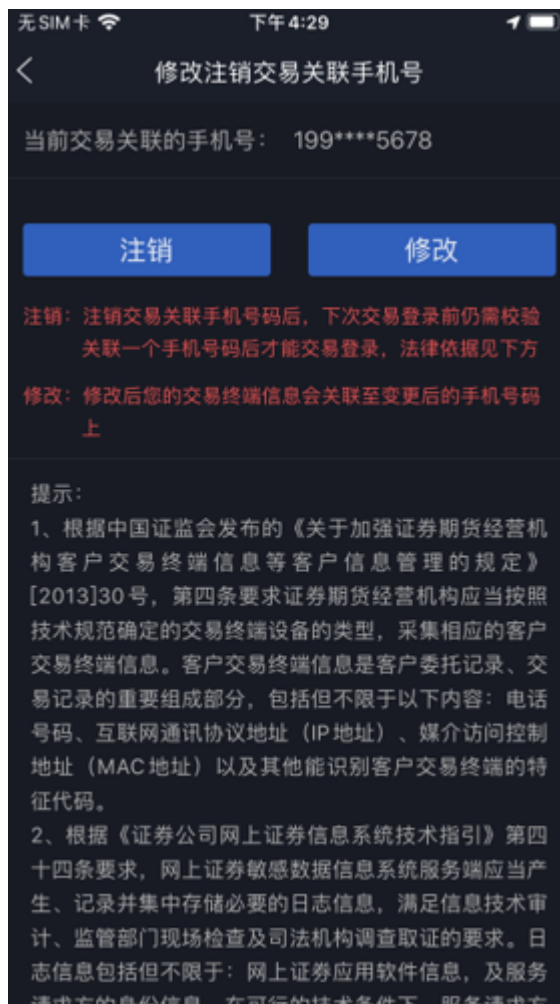 无SIM卡 下午4:29
修改注销交易关联手机号
当前交易关联的手机号： 199****5678
注销 修改
注销：注销交易关联手机号码后，下次交易登录前仍需校验
关联一个手机号码后才能交易登录，法律依据见下方
修改：修改后您的交易终端信息会关联至变更后的手机号码
上
提示：
1、根据中国证监会发布的《关于加强证券期货经营机
构客户交易终端信息等客户信息管理的规定》
[2013]30号，第四条要求证券期货经营机构应当按照
技术规范确定的交易终端设备的类型，采集相应的客户
交易终端信息。客户交易终端信息是客户委托记录、交
易记录的重要组成部分，包括但不限于以下内容：电话
号码、互联网通讯协议地址（IP地址）、媒介访问控制
地址（MAC地址）以及其他能识别客户交易终端的特
征代码。
2、根据《证券公司网上证券信息系统技术指引》第四
十四条要求，网上证券敏感数据信息系统服务端应当产
生、记录并集中存储必要的日志信息，满足信息技术审
计、监管部门现场检查及司法机构调查取证的要求。日
志信息包括但不限于：网上证券应用软件信息，及服务